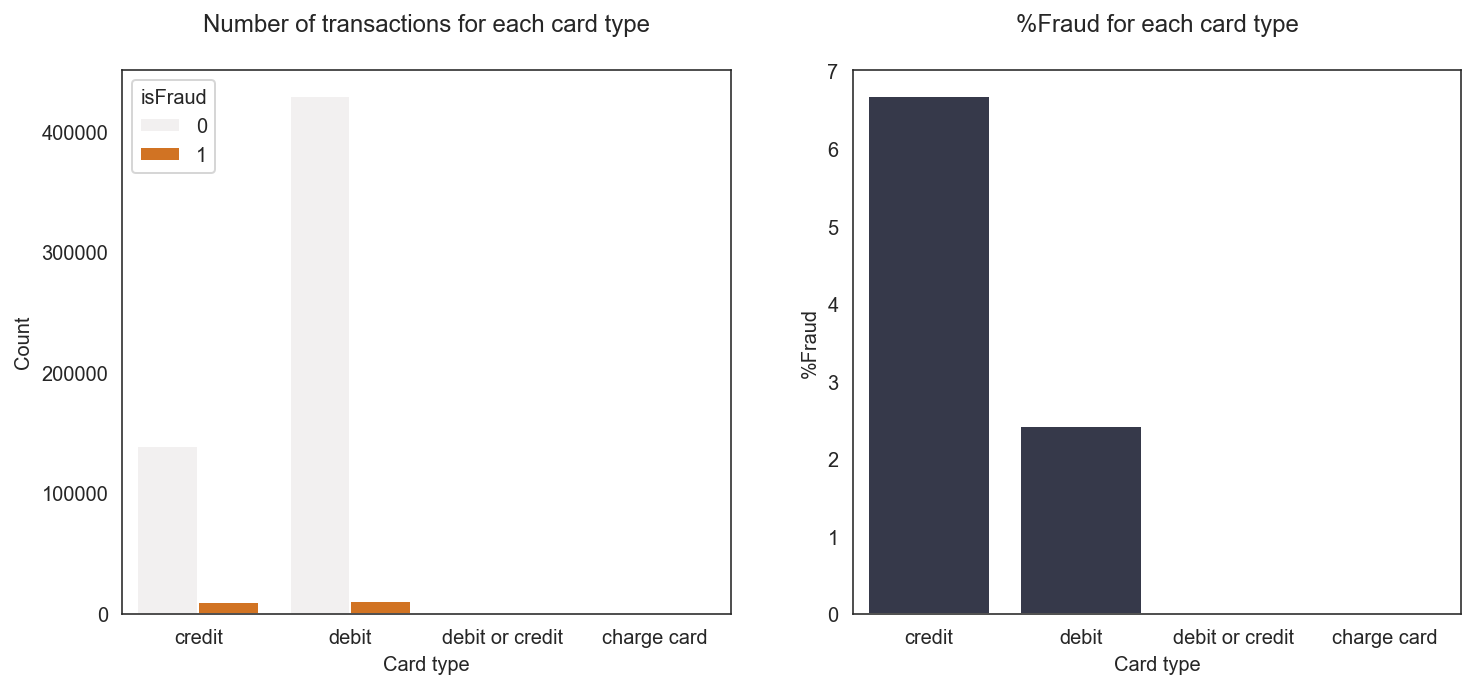 Number of transactions for each card type
isFraud
0
1
400000
300000
200000
100000
0
Count
credit debit debit or credit charge card
Card type
%Fraud for each card type
7
6
5
4
3
2
1
0
%Fraud
credit debit debit or credit charge card
Card type